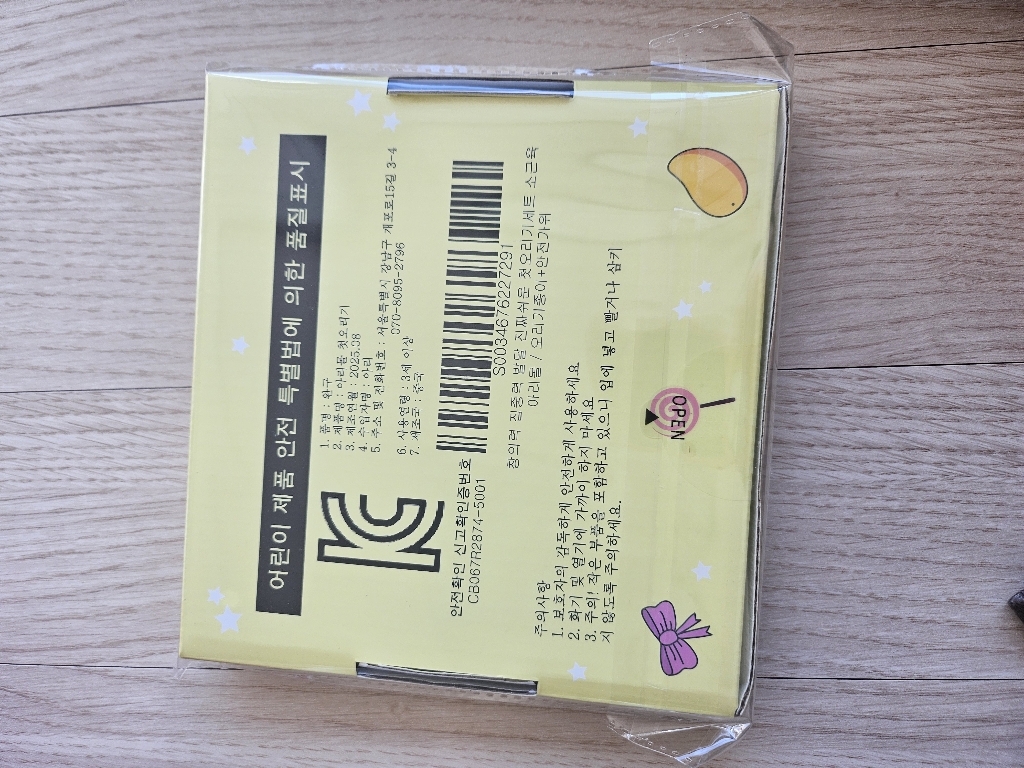 어린이 제품 안전 특별법에 의한 품질표시
1. 품명 : 완구
2. 제품명 : 아리몰 첫오리기
3. 제조연월 : 2025.08
4. 수입자명 : 아리
5. 주소 및 전화번호 : 서울특별시 강남구 개포로15길 3-4
070-8095-2796
6. 사용연령 : 3세 이상
7. 제조국 : 중국
안전확인 신고확인증번호
CB067R2874-5001
S0034676227291
창의력 집중력 발달 진짜쉬운 첫오리기세트 소근육
아리몰 / 오리기종이+안전가위
주의사항
1. 보호자의 감독하에 안전하게 사용하세요
2. 화기 및 열기에 가까이 하지 마세요
3. 주의! 작은 부품을 포함하고 있으니 입에 넣고 빨거나 삼키
지 않도록 주의하세요.
OPEN